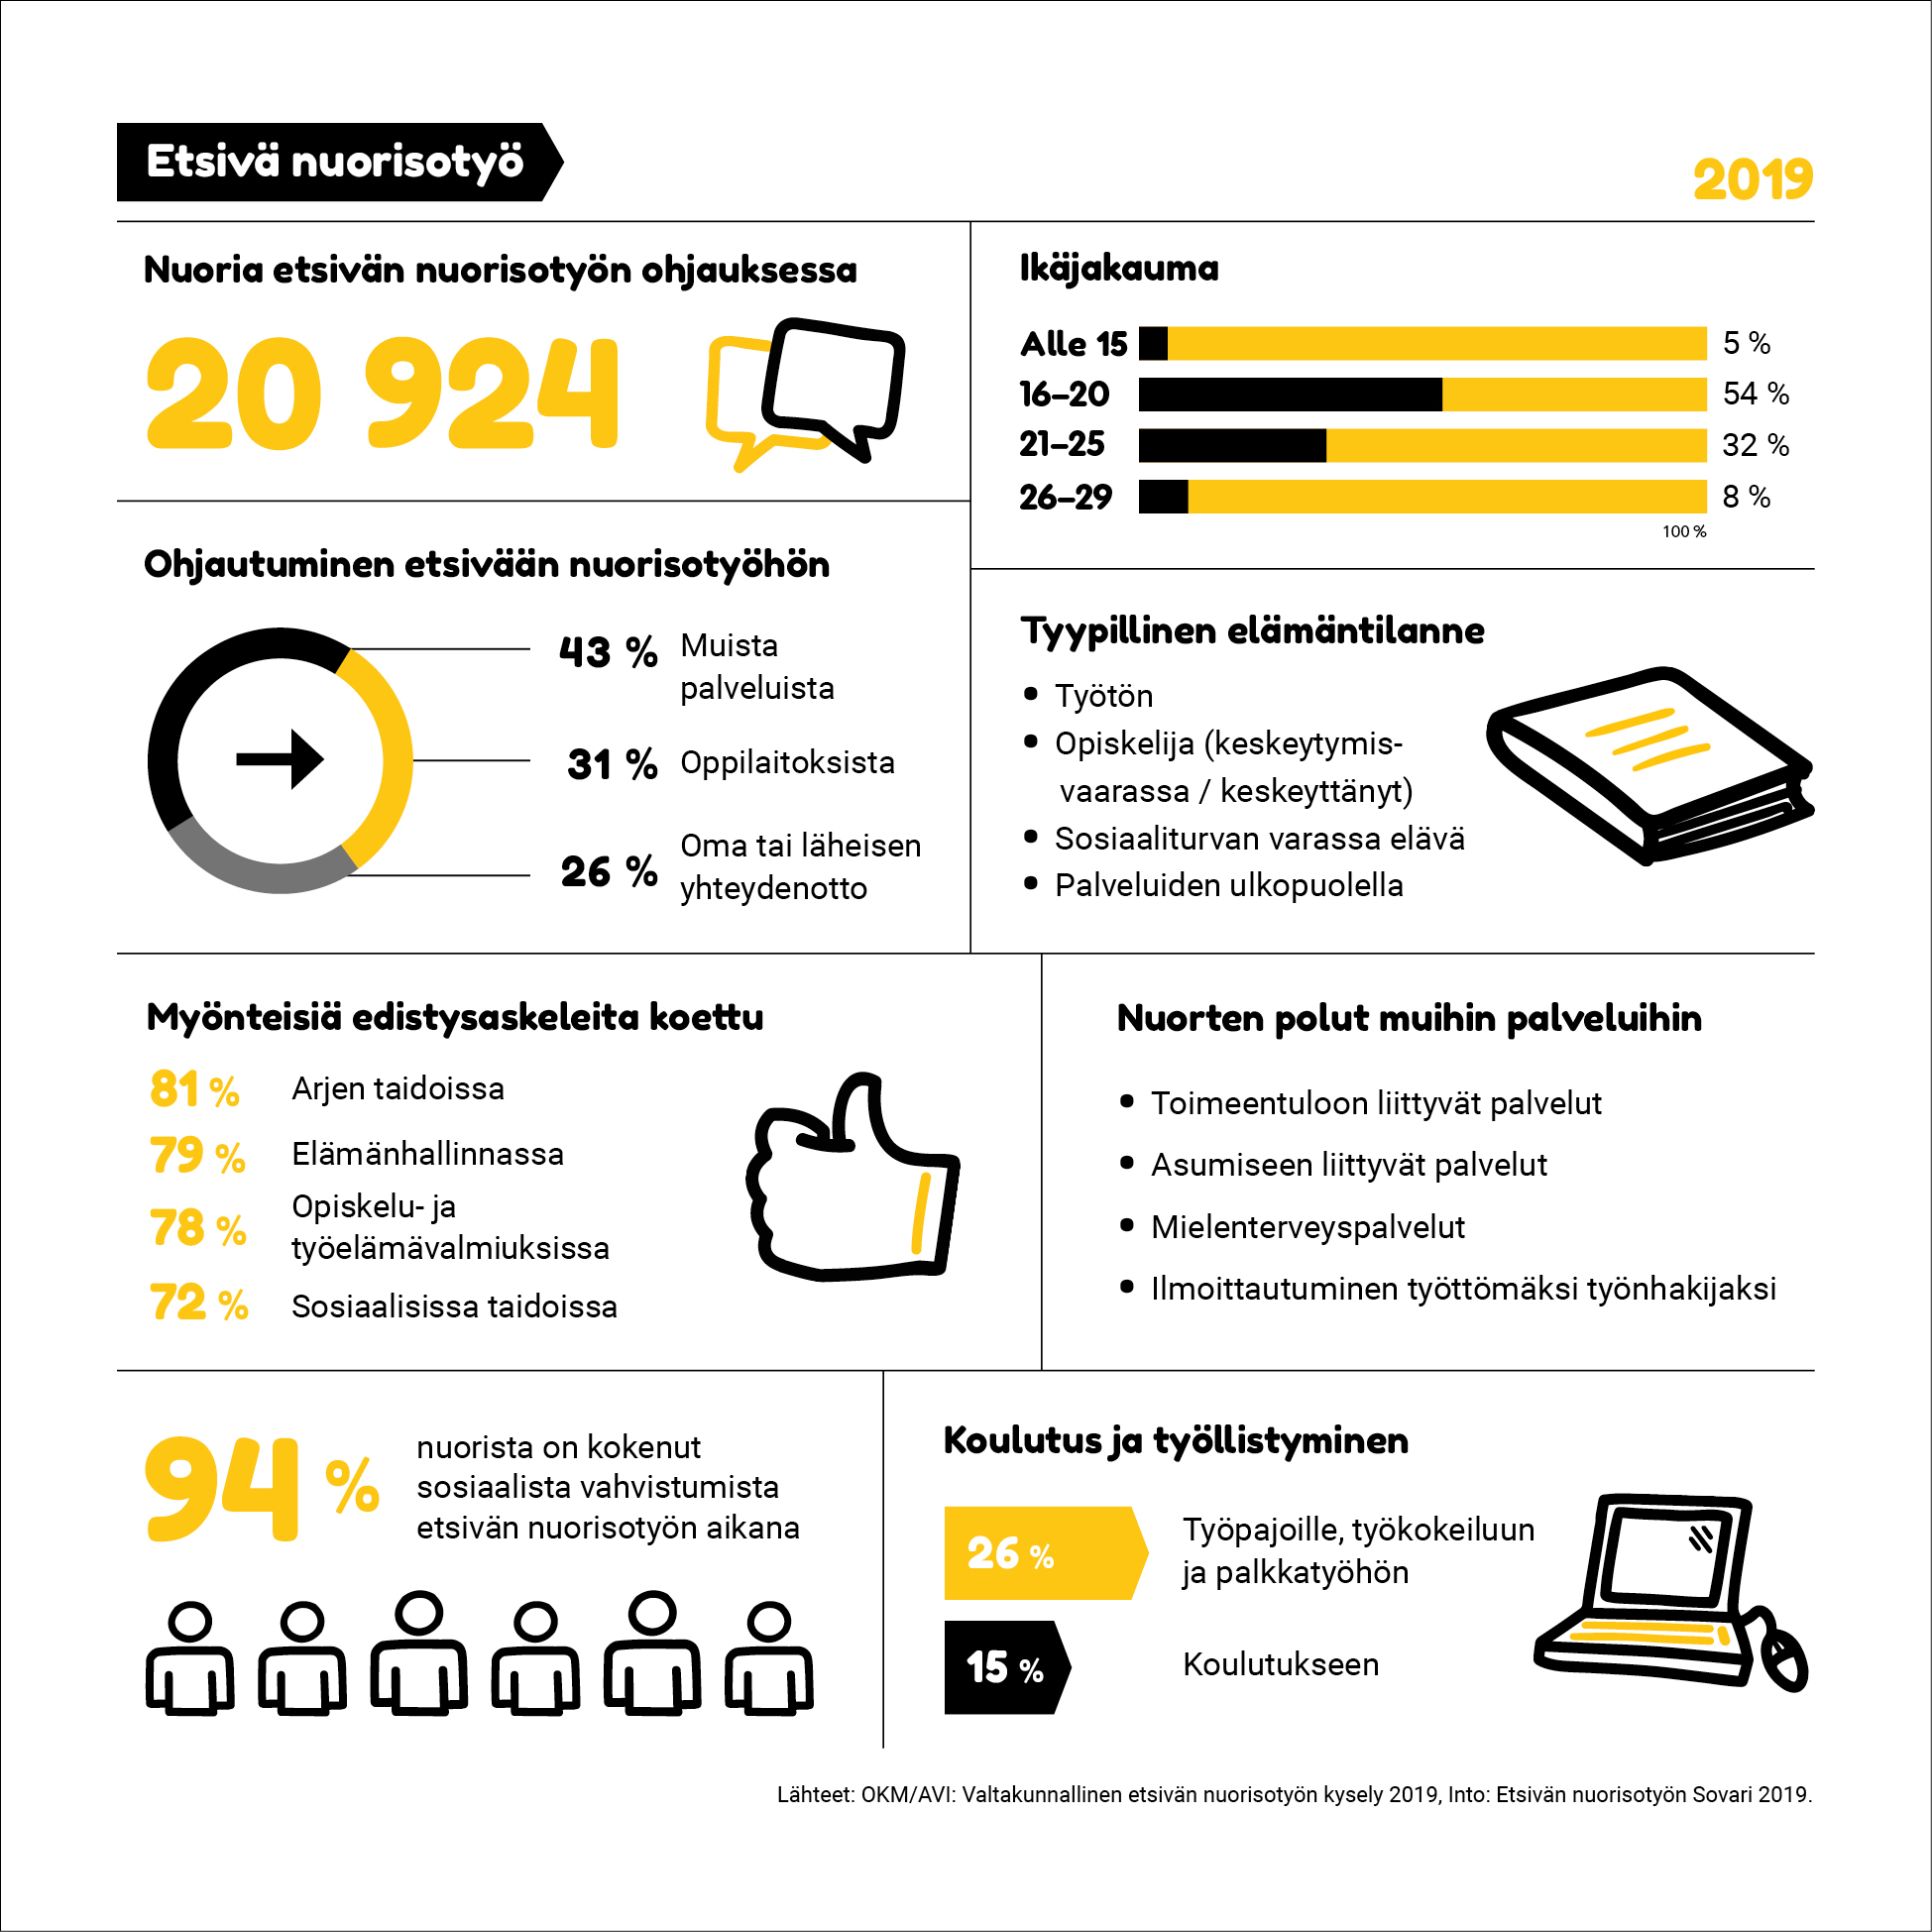 Etsivä nuorisotyö
2019
Nuoria etsivän nuorisotyön ohjauksessa
20 924
Ikäjakauma
Alle 15 5 %
16–20 54 %
21–25 32 %
26–29 8 %
100 %
Ohjautuminen etsivään nuorisotyöhön
43 % Muista
palveluista
31 % Oppilaitoksista
26 % Oma tai läheisen
yhteydenotto
Tyypillinen elämäntilanne
• Työtön
• Opiskelija (keskeytymis-
vaarassa / keskeyttänyt)
• Sosiaaliturvan varassa elävä
• Palveluiden ulkopuolella
Myönteisiä edistysaskeleita koettu
81 % Arjen taidoissa
79 % Elämänhallinnassa
78 % Opiskelu- ja
työelämävalmiuksissa
72 % Sosiaalisissa taidoissa
Nuorten polut muihin palveluihin
• Toimeentuloon liittyvät palvelut
• Asumiseen liittyvät palvelut
• Mielenterveyspalvelut
• Ilmoittautuminen työttömäksi työnhakijaksi
94 % nuorista on kokenut
sosiaalista vahvistumista
etsivän nuorisotyön aikana
Koulutus ja työllistyminen
26 % Työpajoille, työkokeiluun
ja palkkatyöhön
15 % Koulutukseen
Lähteet: OKM/AVI: Valtakunnallinen etsivän nuorisotyön kysely 2019, Into: Etsivän nuorisotyön Sovari 2019.